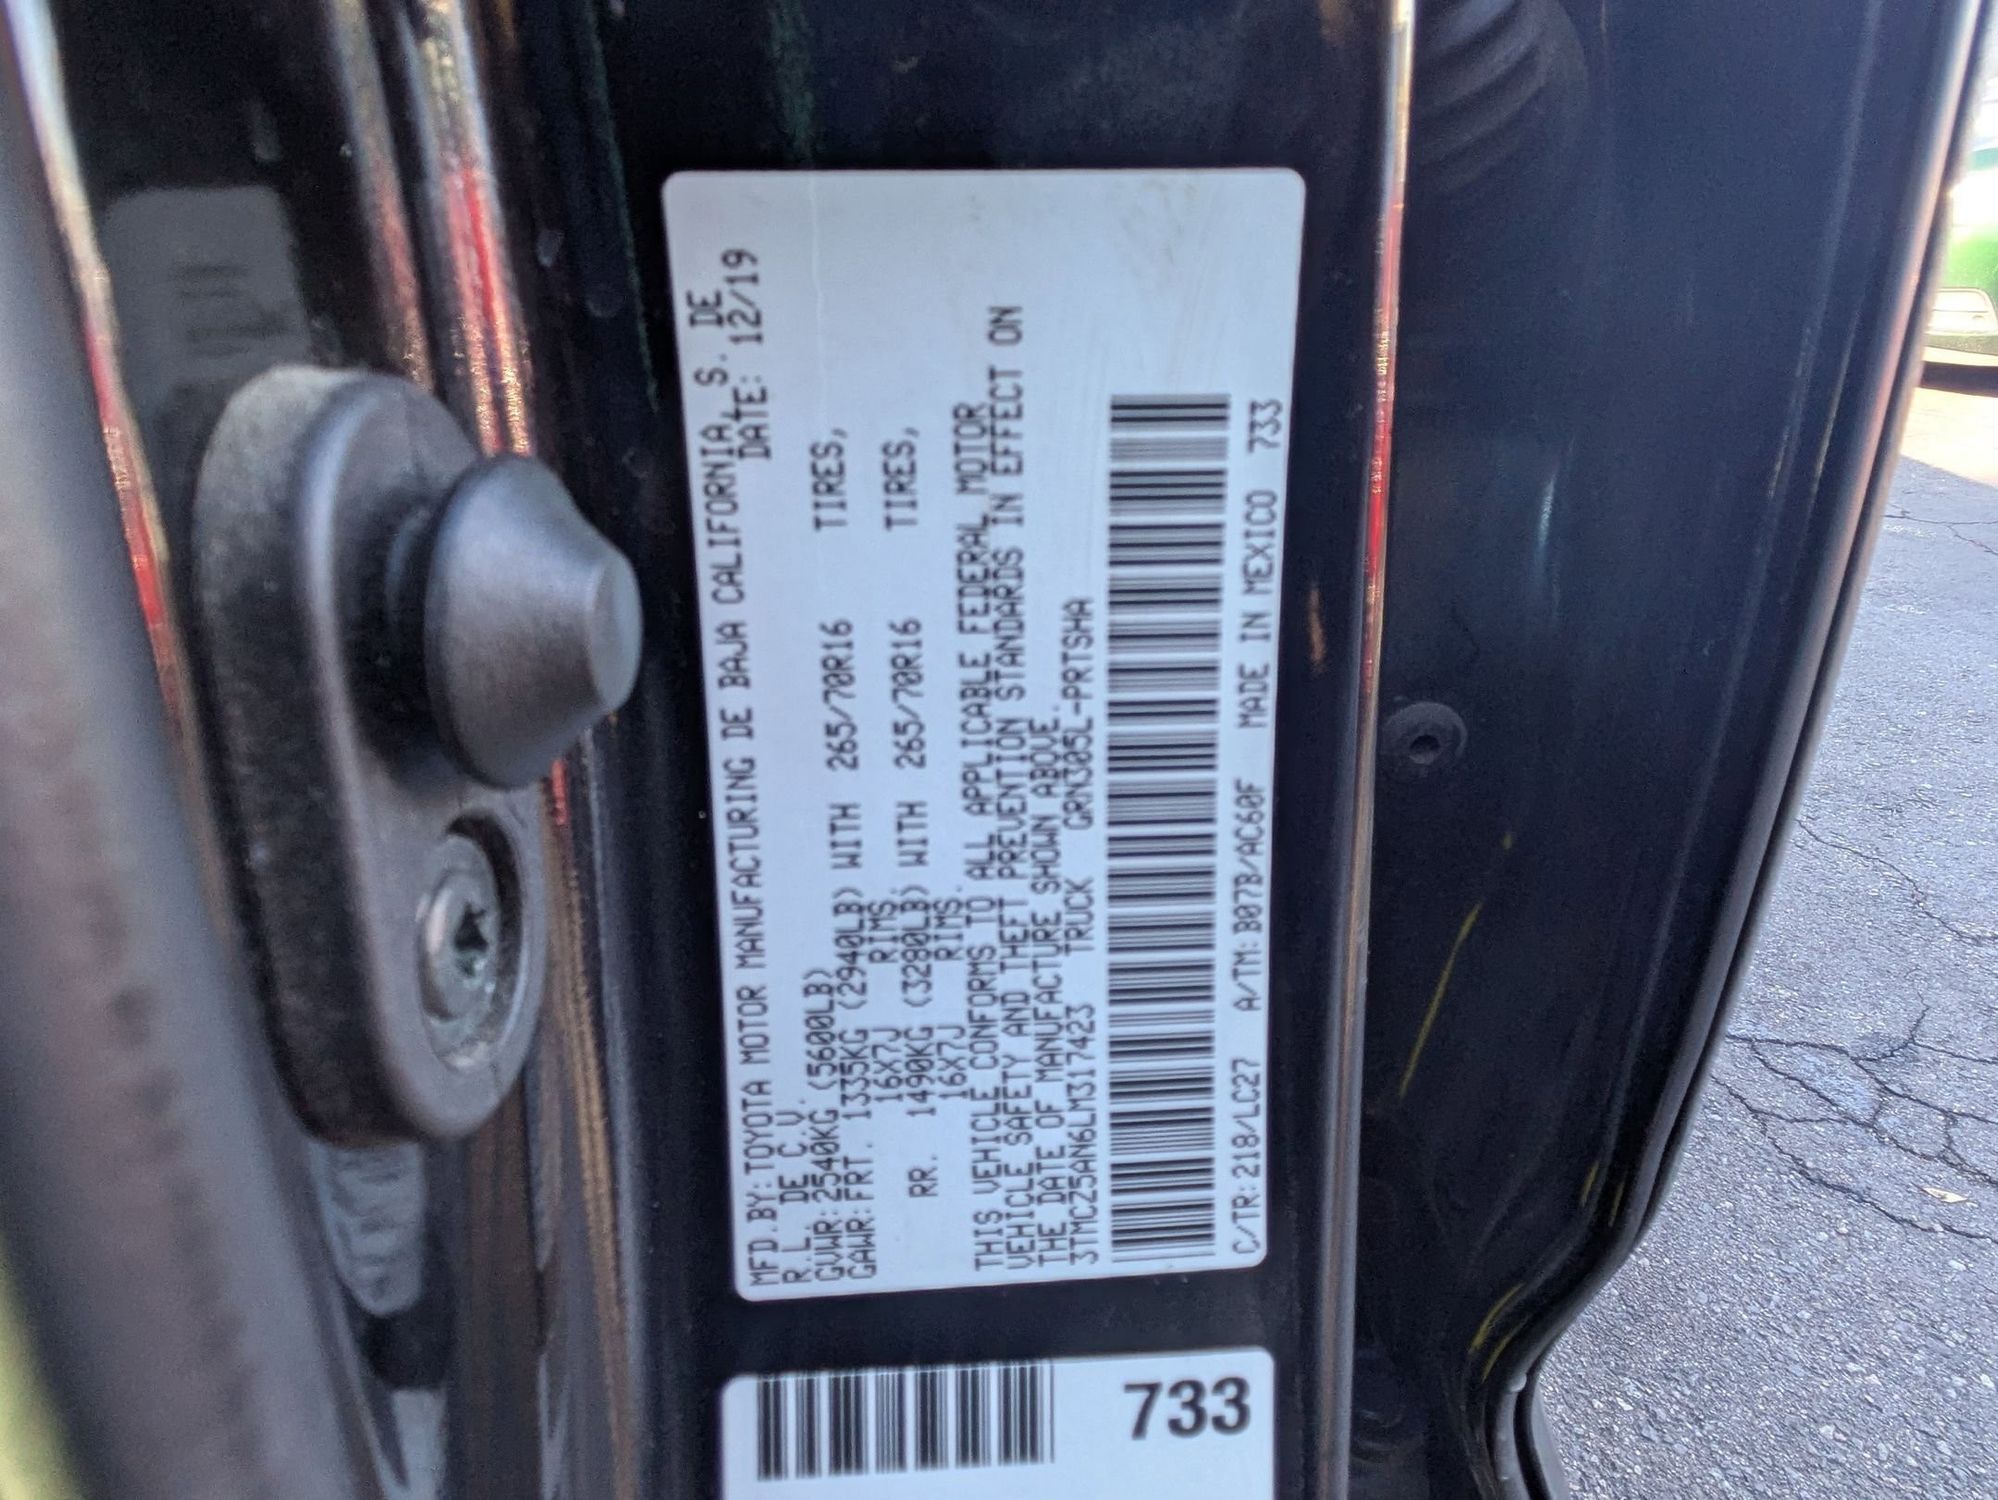 MFD.BY:TOYOTA MOTOR MANUFACTURING DE BAJA CALIFORNIA, S. DE
R.L. DE C.V. DATE: 12/19
GVWR:2540KG (5600LB)
GAWR:FRT. 1335KG (2940LB) WITH 265/70R16 TIRES,
16X7J RIMS.
RR. 1490KG (3280LB) WITH 265/70R16 TIRES,
16X7J RIMS.
THIS VEHICLE CONFORMS TO ALL APPLICABLE FEDERAL MOTOR
VEHICLE SAFETY AND THEFT PREVENTION STANDARDS IN EFFECT ON
THE DATE OF MANUFACTURE SHOWN ABOVE.
3TMCZ5AN6LM317423 TRUCK GRN305L-PRTSHA
C/TR:218/LC27 A/TM:B07B/AC60F MADE IN MEXICO 733
733